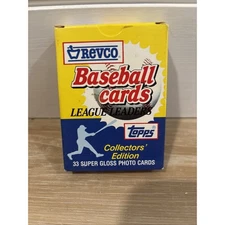 REVCO
Baseball
cards
LEAGUE LEADERS
Topps
Collectors'
Edition
33 SUPER GLOSS PHOTO CARDS